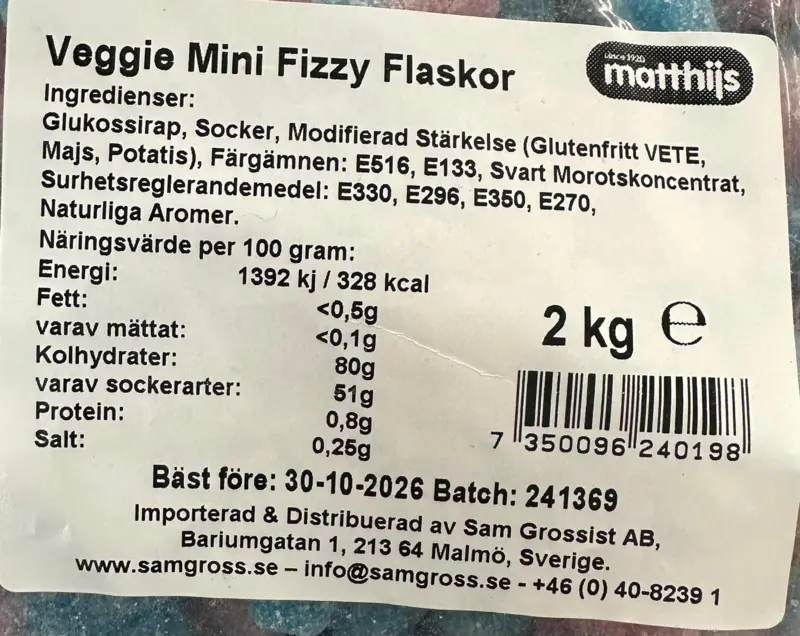 Veggie Mini Fizzy Flaskor
since 1920
matthijs
Ingredienser:
Glukossirap, Socker, Modifierad Stärkelse (Glutenfritt VETE,
Majs, Potatis), Färgämnen: E516, E133, Svart Morotskoncentrat,
Surhetsreglerandemedel: E330, E296, E350, E270,
Naturliga Aromer.
Näringsvärde per 100 gram:
Energi: 1392 kj / 328 kcal
Fett: <0,5g
varav mättat: <0,1g
Kolhydrater: 80g
varav sockerarter: 51g
Protein: 0,8g
Salt: 0,25g
2 kg ℮
7 350096 240198
Bäst före: 30-10-2026 Batch: 241369
Importerad & Distribuerad av Sam Grossist AB,
Bariumgatan 1, 213 64 Malmö, Sverige.
www.samgross.se – info@samgross.se - +46 (0) 40-8239 1